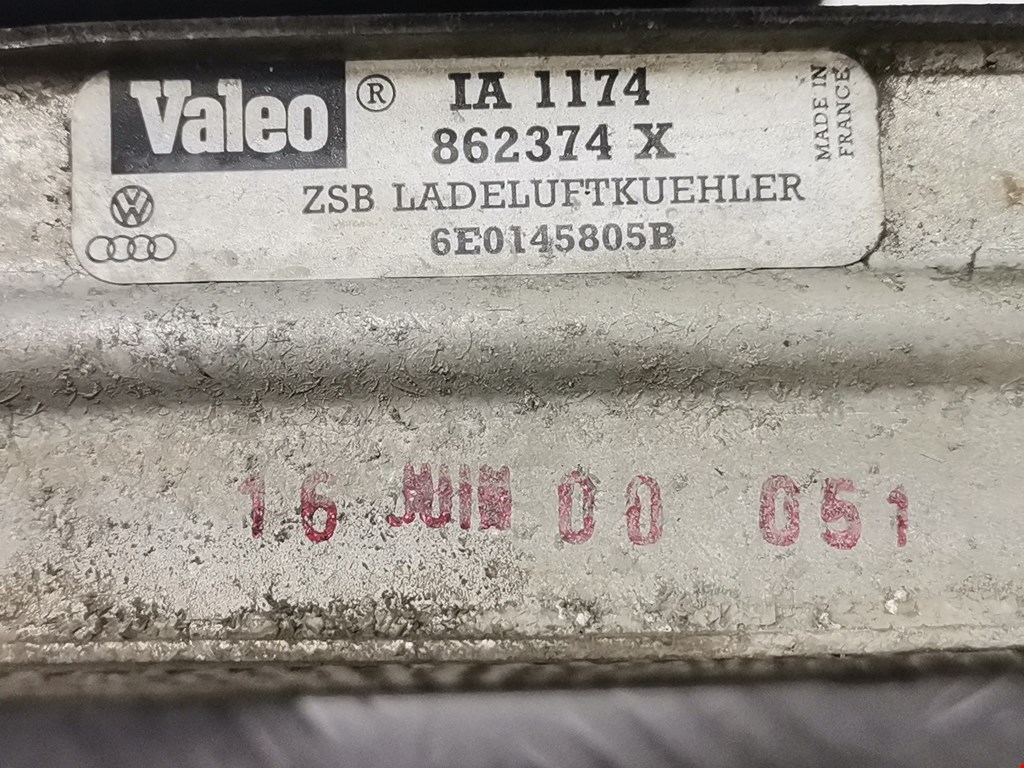 Valeo ® IA 1174
862374 X
MADE IN
FRANCE
ZSB LADELUFTKUEHLER
6E0145805B
16 JUIN 00 051